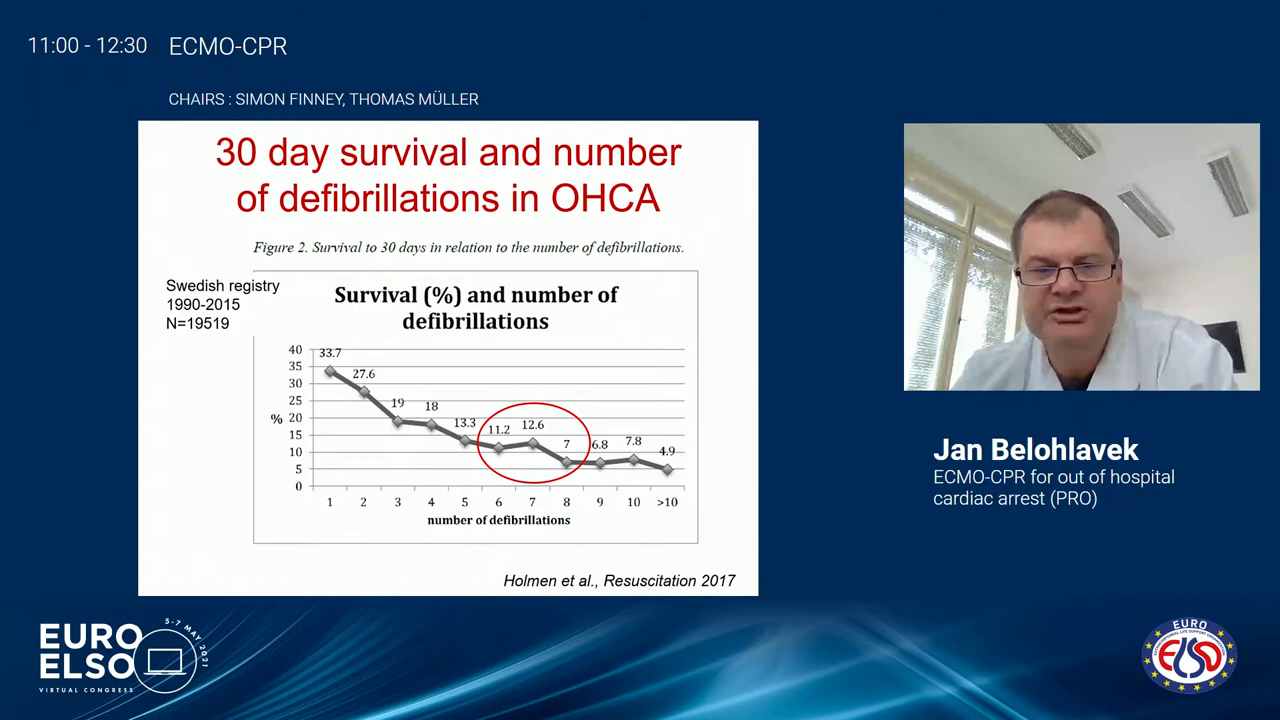 11:00 - 12:30 ECMO-CPR
CHAIRS : SIMON FINNEY, THOMAS MÜLLER
30 day survival and number
of defibrillations in OHCA
Figure 2. Survival to 30 days in relation to the number of defibrillations.
Swedish registry
1990-2015
N=19519
Survival (%) and number of
defibrillations
40
35
30
25
20
15
10
5
0
%
33.7
27.6
19
18
13.3
11.2
12.6
7
6.8
7.8
4.9
1 2 3 4 5 6 7 8 9 10 >10
number of defibrillations
Holmen et al., Resuscitation 2017
Jan Belohlavek
ECMO-CPR for out of hospital
cardiac arrest (PRO)
EURO
ELSO
VIRTUAL CONGRESS
5-7 MAY 2021
EURO
ELSO